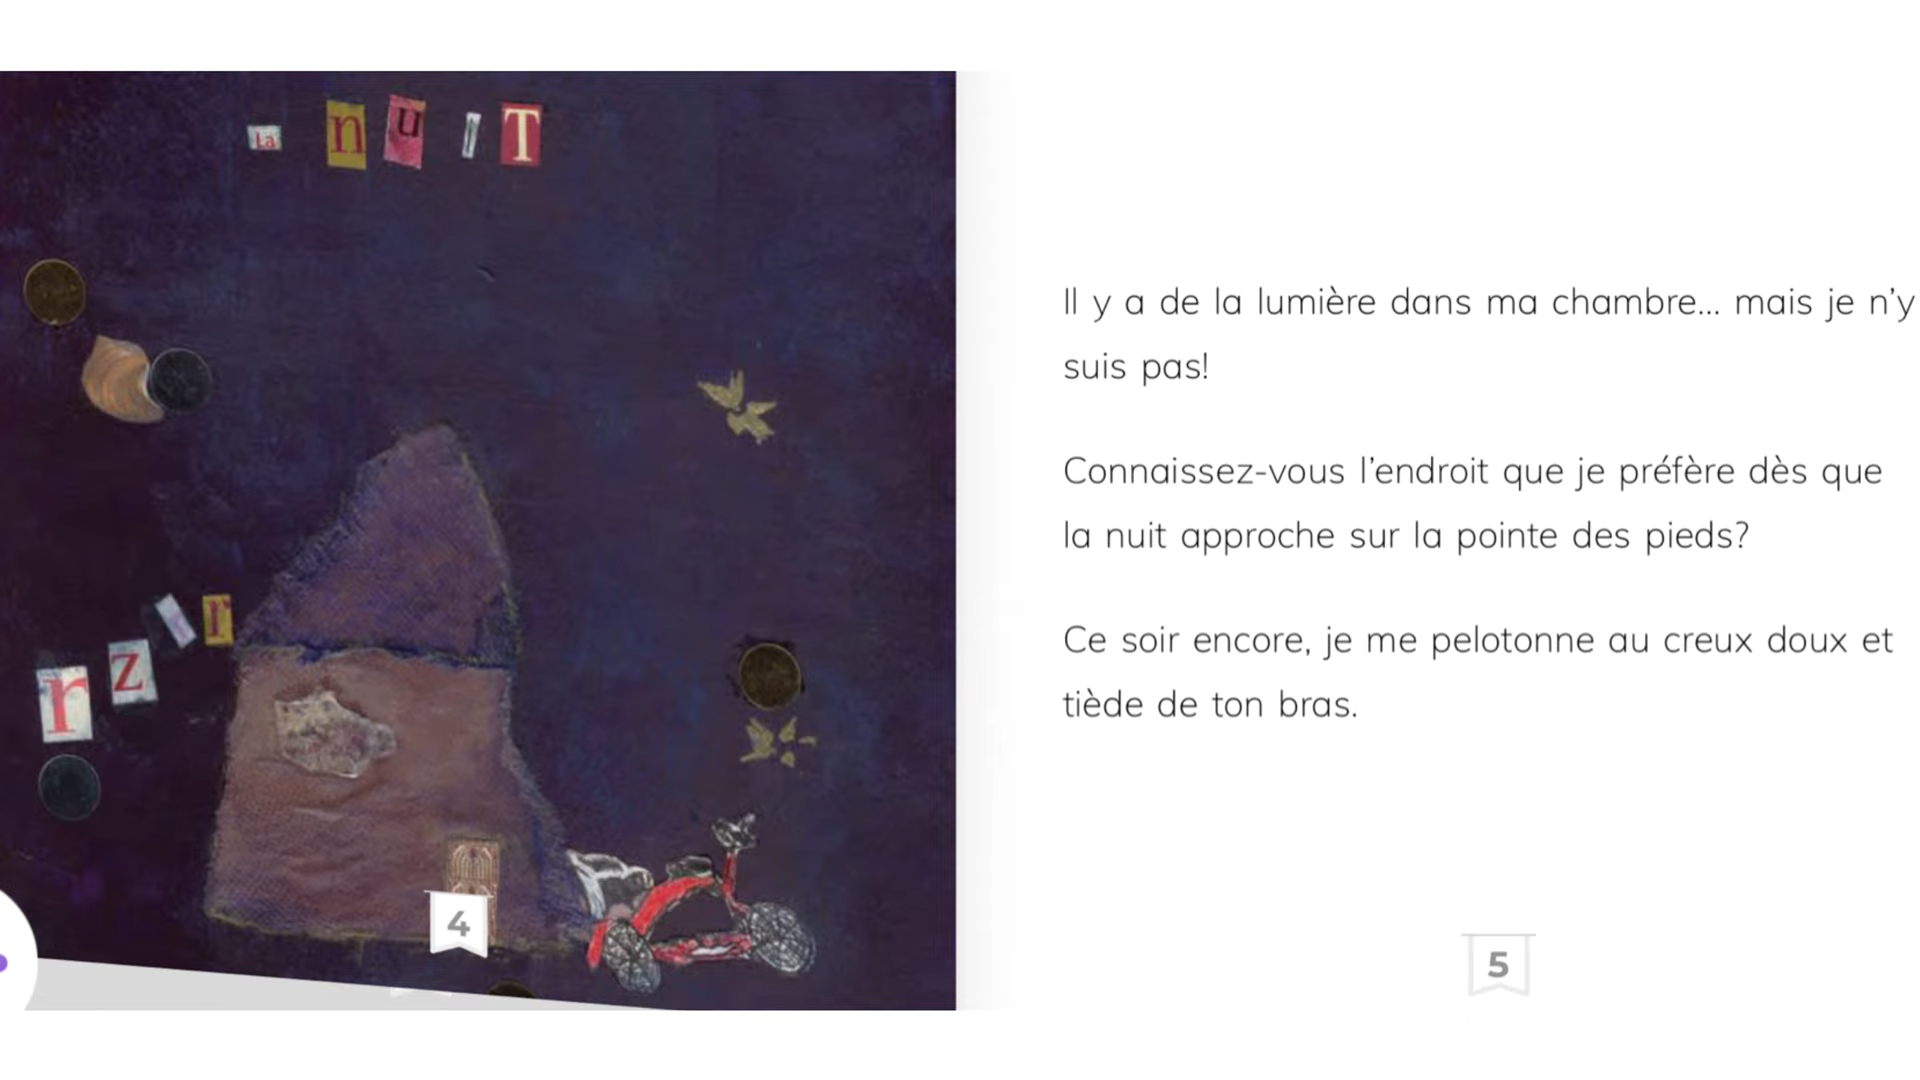 la nuiT
r
z
r
4
Il y a de la lumière dans ma chambre... mais je n'y
suis pas!
Connaissez-vous l'endroit que je préfère dès que
la nuit approche sur la pointe des pieds?
Ce soir encore, je me pelotonne au creux doux et
tiède de ton bras.
5